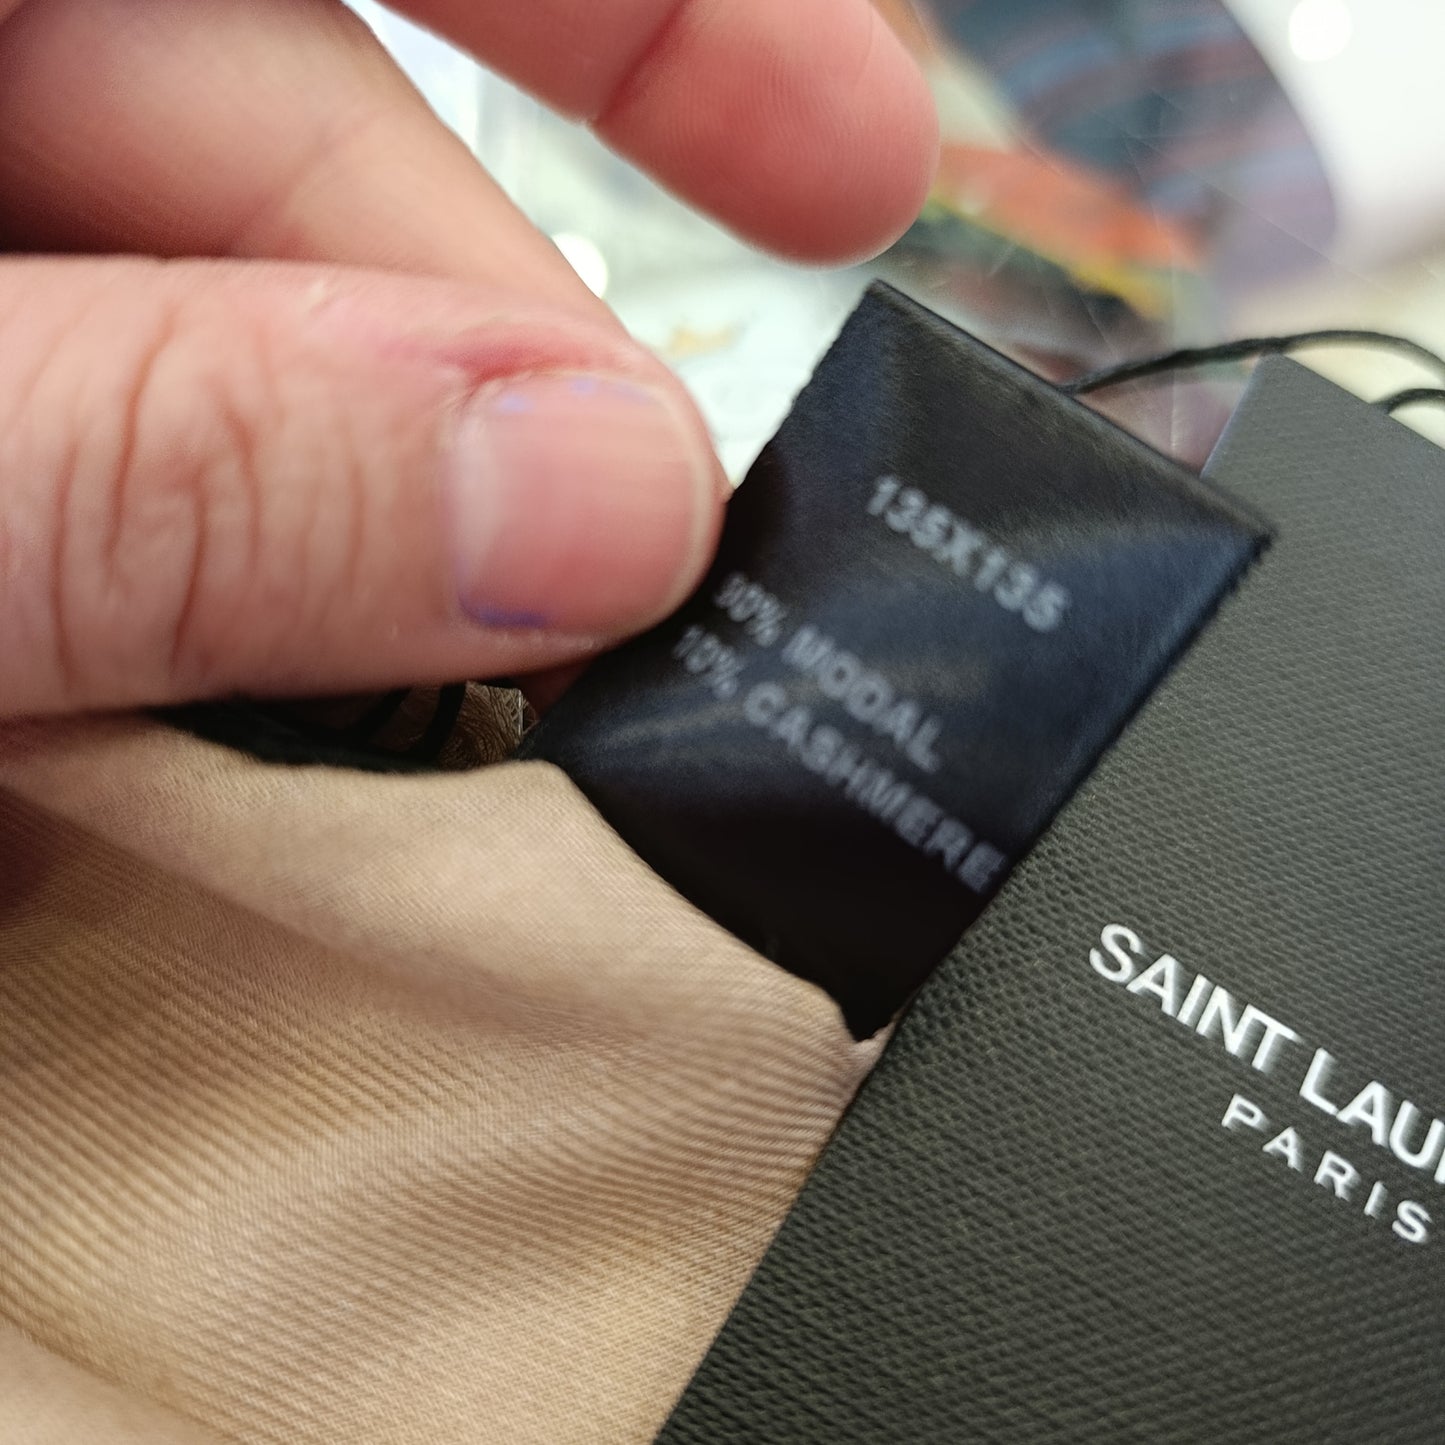 135X135
90% MODAL
10% CASHMERE
SAINT LAU
PARIS